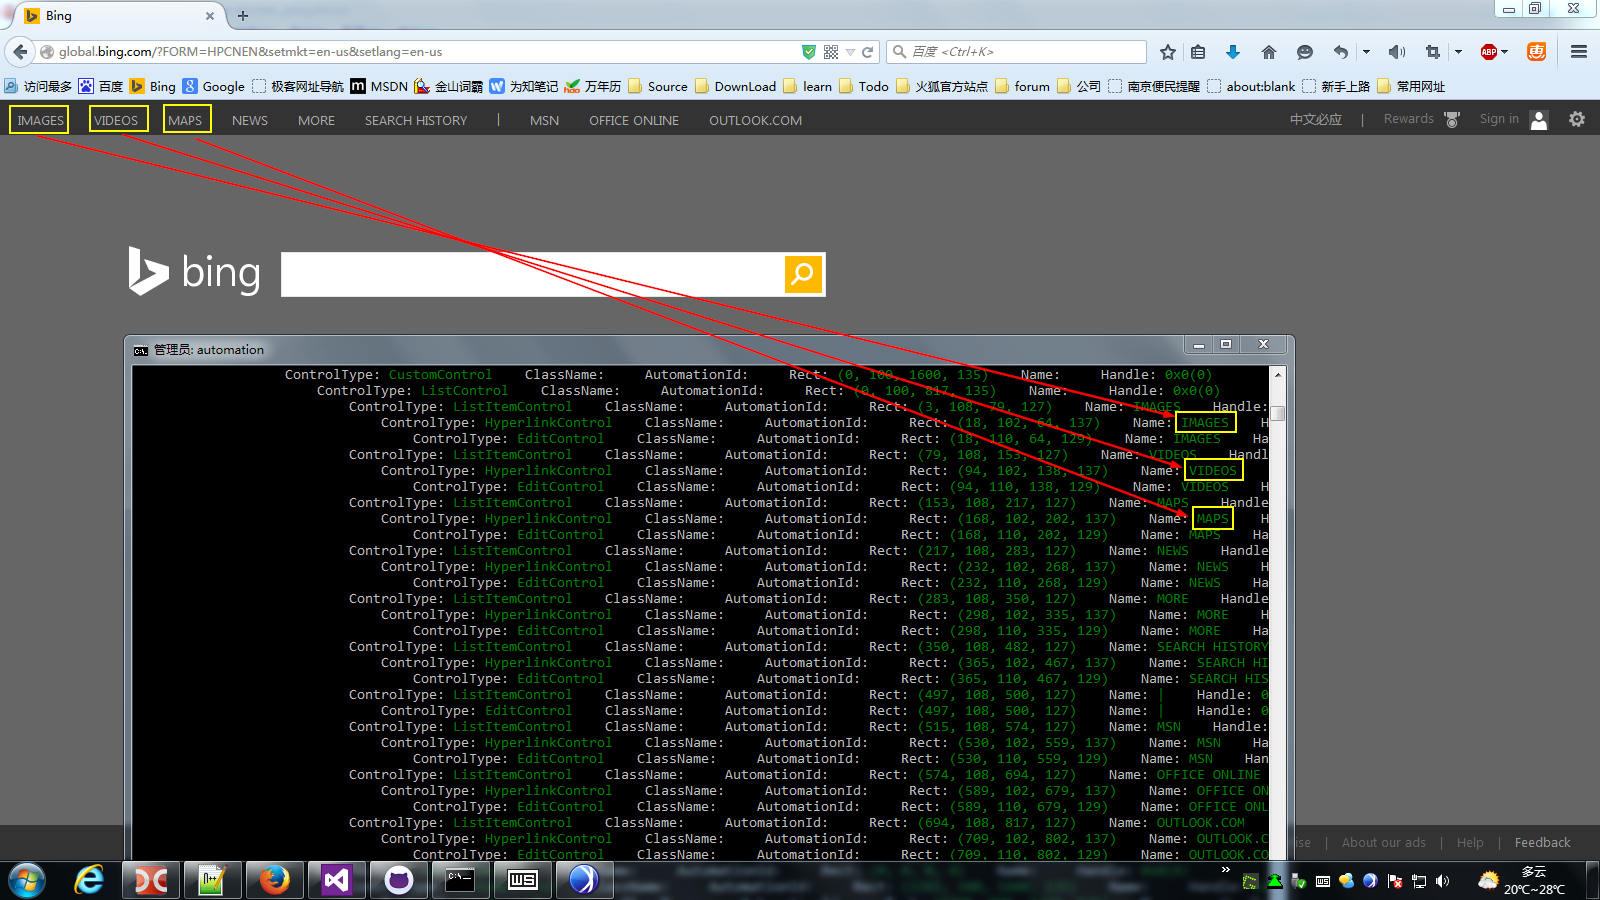 Bing
global.bing.com/?FORM=HPCNEN&setmkt=en-us&setlang=en-us
百度 <Ctrl+K>
ABP
惠
访问最多 百度 Bing Google 极客网址导航 MSDN 金山词霸 为知笔记 万年历 Source DownLoad learn Todo 火狐官方站点 forum 公司 南京便民提醒 about:blank 新手上路 常用网址
IMAGES VIDEOS MAPS NEWS MORE SEARCH HISTORY | MSN OFFICE ONLINE OUTLOOK.COM 中文必应 | Rewards Sign in
bing
管理员: automation
ControlType: CustomControl ClassName: AutomationId: Rect: (0, 100, 1600, 135) Name: Handle: 0x0(0)
ControlType: ListControl ClassName: AutomationId: Rect: (0, 100, 817, 135) Name: Handle: 0x0(0)
ControlType: ListItemControl ClassName: AutomationId: Rect: (3, 108, 79, 127) Name: IMAGES Handle:
ControlType: HyperlinkControl ClassName: AutomationId: Rect: (18, 102, 64, 137) Name: IMAGES H
ControlType: EditControl ClassName: AutomationId: Rect: (18, 110, 64, 129) Name: IMAGES Ha
ControlType: ListItemControl ClassName: AutomationId: Rect: (79, 108, 153, 127) Name: VIDEOS Handl
ControlType: HyperlinkControl ClassName: AutomationId: Rect: (94, 102, 138, 137) Name: VIDEOS
ControlType: EditControl ClassName: AutomationId: Rect: (94, 110, 138, 129) Name: VIDEOS H
ControlType: ListItemControl ClassName: AutomationId: Rect: (153, 108, 217, 127) Name: MAPS Handle
ControlType: HyperlinkControl ClassName: AutomationId: Rect: (168, 102, 202, 137) Name: MAPS H
ControlType: EditControl ClassName: AutomationId: Rect: (168, 110, 202, 129) Name: MAPS Ha
ControlType: ListItemControl ClassName: AutomationId: Rect: (217, 108, 283, 127) Name: NEWS Handle
ControlType: HyperlinkControl ClassName: AutomationId: Rect: (232, 102, 268, 137) Name: NEWS H
ControlType: EditControl ClassName: AutomationId: Rect: (232, 110, 268, 129) Name: NEWS Ha
ControlType: ListItemControl ClassName: AutomationId: Rect: (283, 108, 350, 127) Name: MORE Handle
ControlType: HyperlinkControl ClassName: AutomationId: Rect: (298, 102, 335, 137) Name: MORE H
ControlType: EditControl ClassName: AutomationId: Rect: (298, 110, 335, 129) Name: MORE Ha
ControlType: ListItemControl ClassName: AutomationId: Rect: (350, 108, 482, 127) Name: SEARCH HISTORY
ControlType: HyperlinkControl ClassName: AutomationId: Rect: (365, 102, 467, 137) Name: SEARCH HI
ControlType: EditControl ClassName: AutomationId: Rect: (365, 110, 467, 129) Name: SEARCH HIS
ControlType: ListItemControl ClassName: AutomationId: Rect: (497, 108, 500, 127) Name: | Handle: 0
ControlType: EditControl ClassName: AutomationId: Rect: (497, 108, 500, 127) Name: | Handle: 0
ControlType: ListItemControl ClassName: AutomationId: Rect: (515, 108, 574, 127) Name: MSN Handle:
ControlType: HyperlinkControl ClassName: AutomationId: Rect: (530, 102, 559, 137) Name: MSN Ha
ControlType: EditControl ClassName: AutomationId: Rect: (530, 110, 559, 129) Name: MSN Han
ControlType: ListItemControl ClassName: AutomationId: Rect: (574, 108, 694, 127) Name: OFFICE ONLINE
ControlType: HyperlinkControl ClassName: AutomationId: Rect: (589, 102, 679, 137) Name: OFFICE ON
ControlType: EditControl ClassName: AutomationId: Rect: (589, 110, 679, 129) Name: OFFICE ONL
ControlType: ListItemControl ClassName: AutomationId: Rect: (694, 108, 817, 127) Name: OUTLOOK.COM
ControlType: HyperlinkControl ClassName: AutomationId: Rect: (709, 102, 802, 137) Name: OUTLOOK.C
ControlType: EditControl ClassName: AutomationId: Rect: (709, 110, 802, 129) Name: OUTLOOK.CO
ise | About our ads | Help | Feedback
多云
20℃~28℃